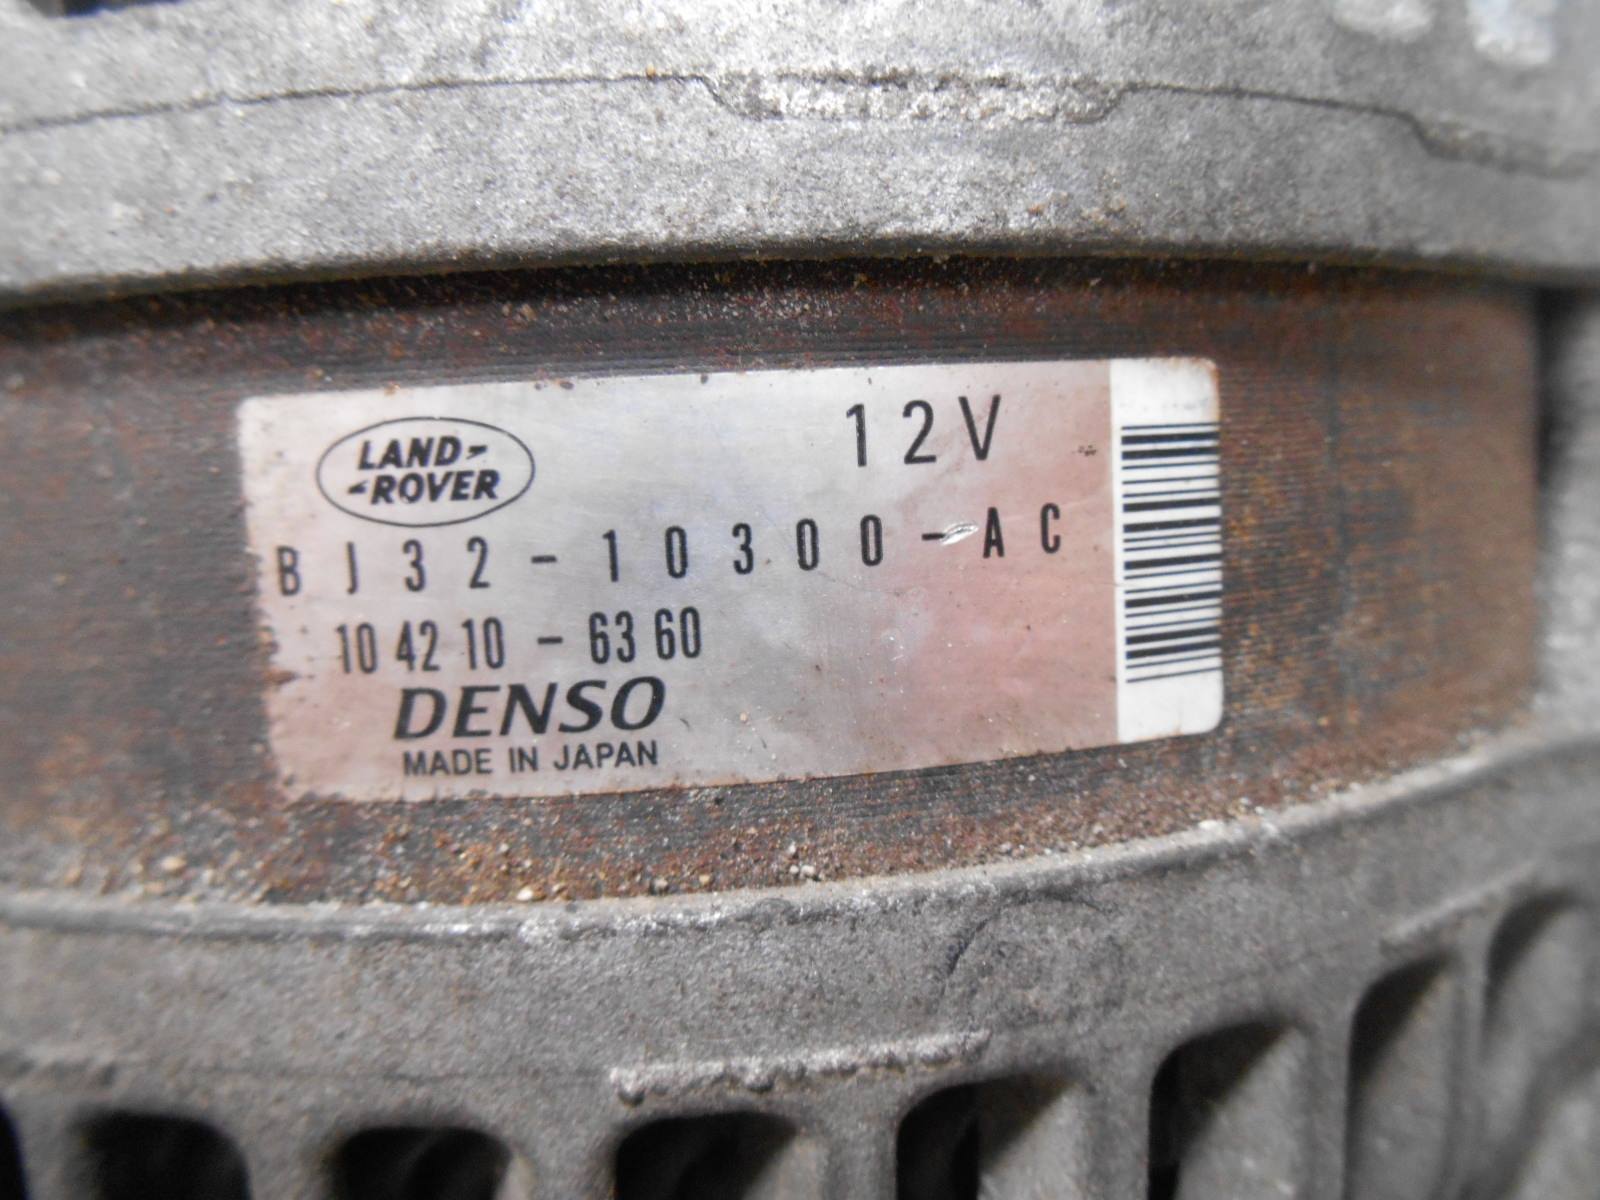 LAND-
-ROVER
12V
BJ32-10300-AC
104210-6360
DENSO
MADE IN JAPAN